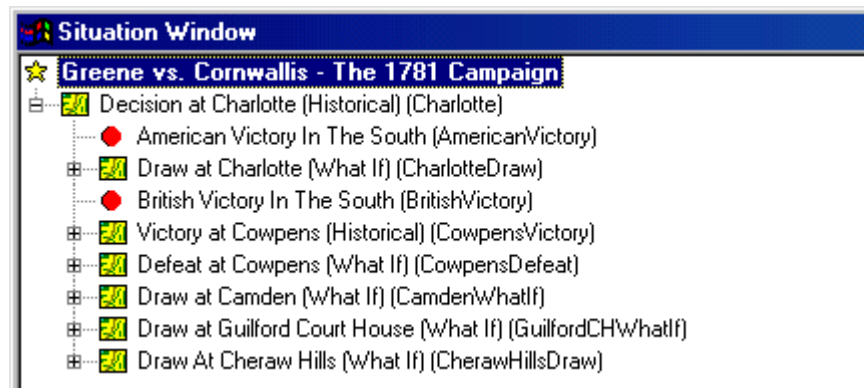 Situation Window
Greene vs. Cornwallis - The 1781 Campaign
Decision at Charlotte (Historical) (Charlotte)
American Victory In The South (AmericanVictory)
Draw at Charlotte (What If) (CharlotteDraw)
British Victory In The South (BritishVictory)
Victory at Cowpens (Historical) (CowpensVictory)
Defeat at Cowpens (What If) (CowpensDefeat)
Draw at Camden (What If) (CamdenWhatIf)
Draw at Guilford Court House (What If) (GuilfordCHWhatIf)
Draw At Cheraw Hills (What If) (CherawHillsDraw)